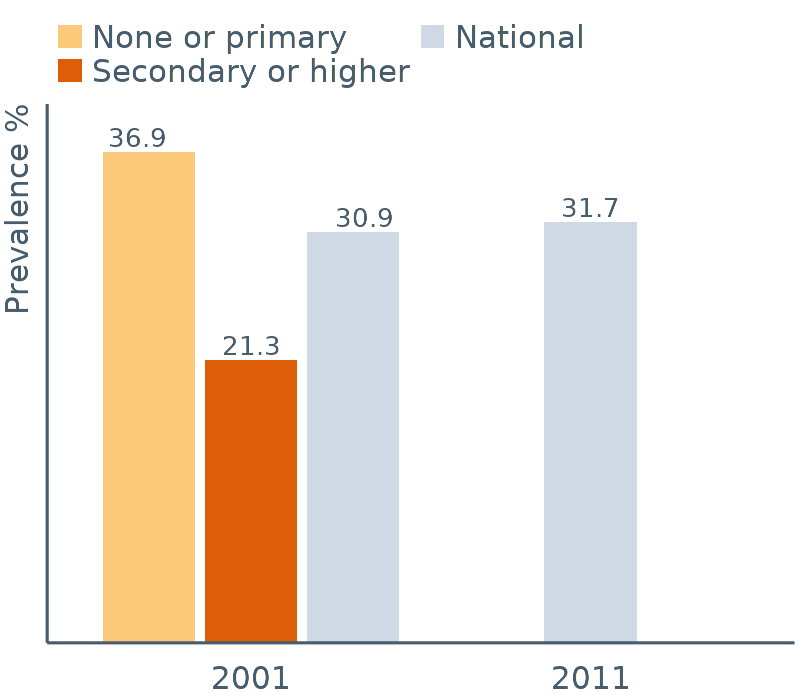 None or primary
National
Secondary or higher
Prevalence %
36.9
21.3
30.9
31.7
2001
2011